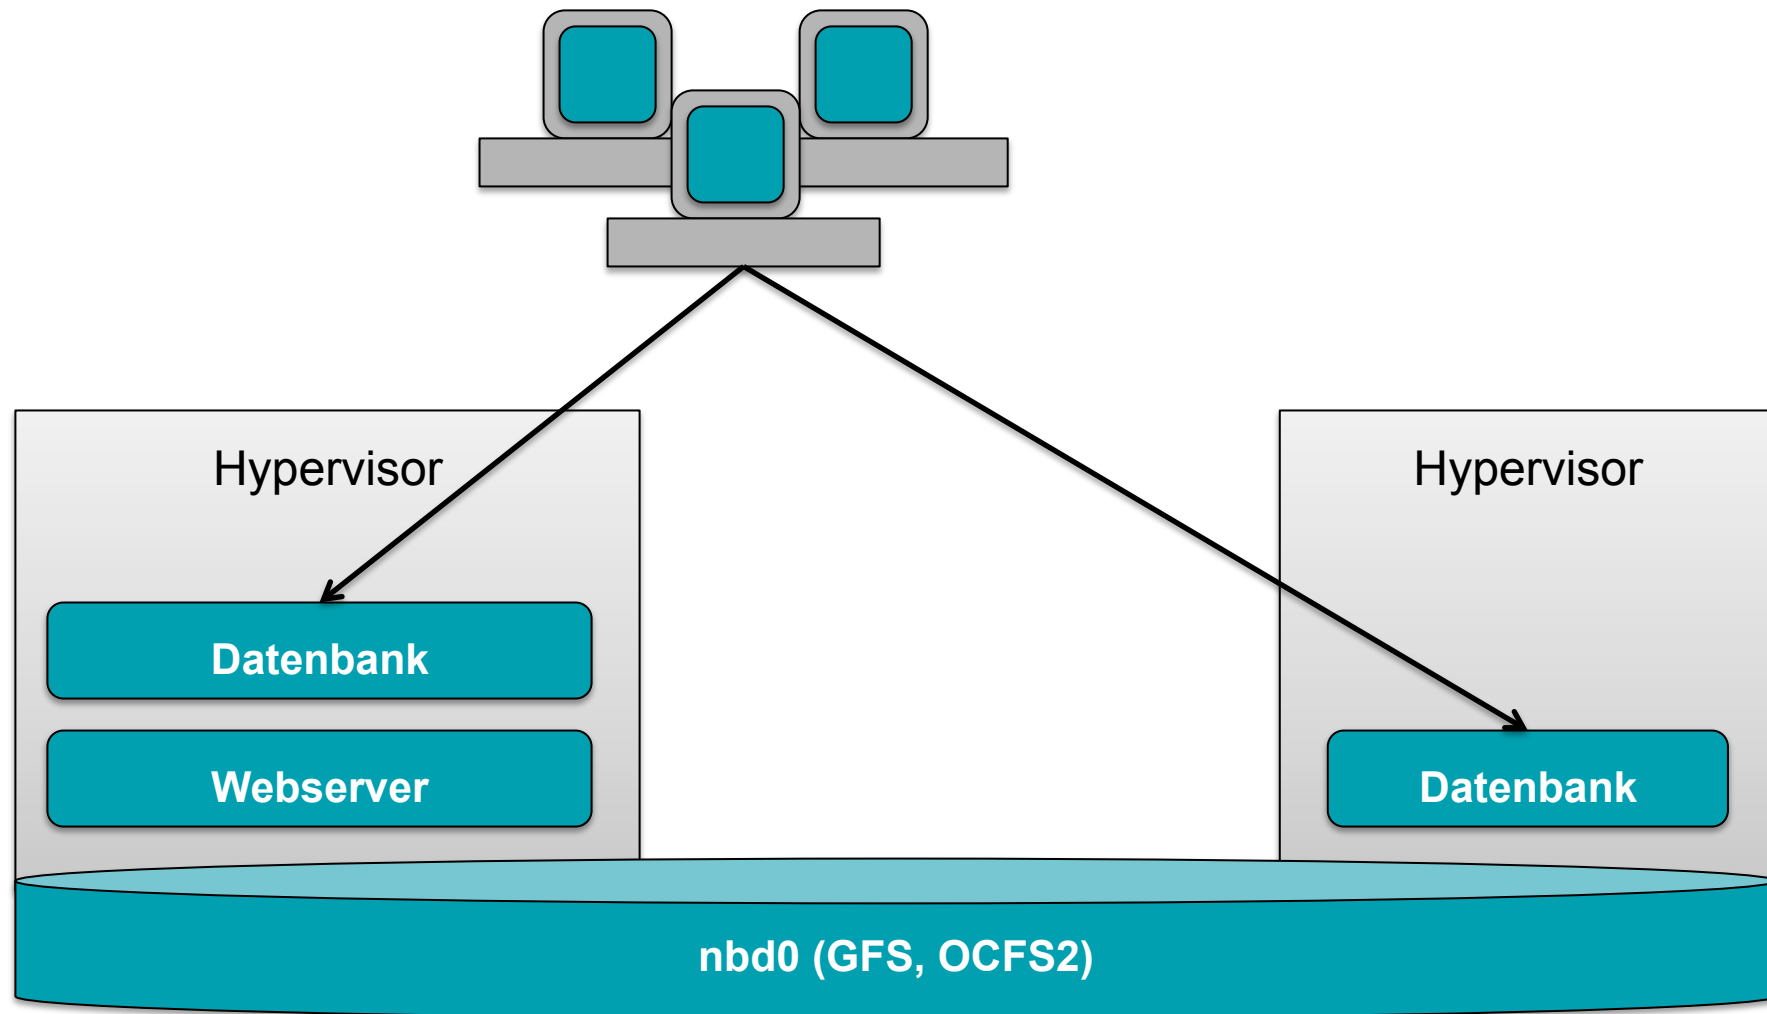 Hypervisor
Hypervisor
Datenbank
Webserver
Datenbank
nbd0 (GFS, OCFS2)